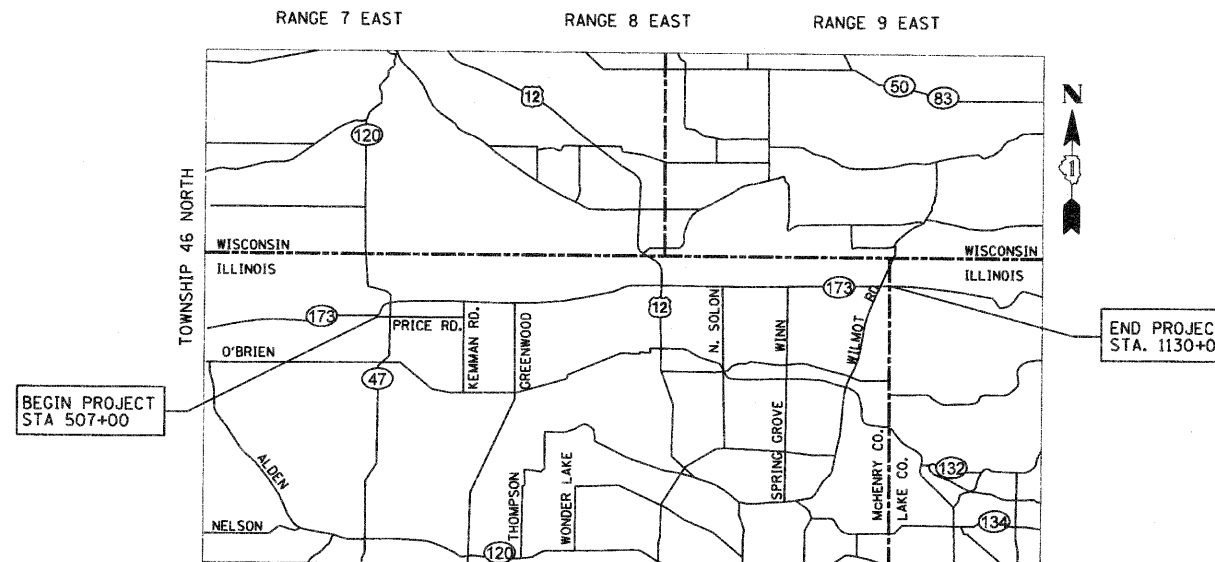 RANGE 7 EAST
RANGE 8 EAST
RANGE 9 EAST
TOWNSHIP 46 NORTH
12
50
83
120
N
1
WISCONSIN
ILLINOIS
WISCONSIN
ILLINOIS
173
PRICE RD.
KEMMAN RD.
GREENWOOD
12
N. SOLON
WINN
173
WILMOT RD.
O'BRIEN
47
BEGIN PROJECT
STA 507+00
END PROJEC
STA. 1130+0
ALDEN
NELSON
120
THOMPSON
WONDER LAKE
SPRING GROVE
McHENRY CO.
LAKE CO.
132
134